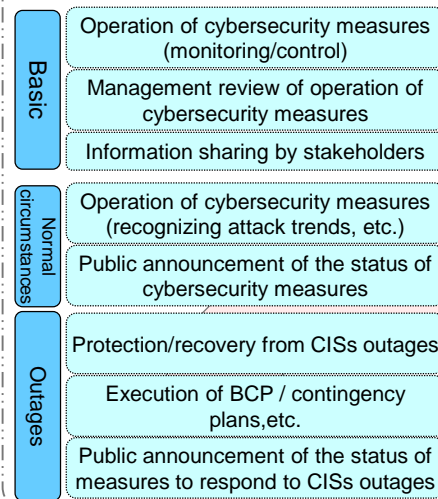 Basic
Operation of cybersecurity measures
(monitoring/control)
Management review of operation of
cybersecurity measures
Information sharing by stakeholders
Normal
circumstances
Operation of cybersecurity measures
(recognizing attack trends, etc.)
Public announcement of the status of
cybersecurity measures
Outages
Protection/recovery from CISs outages
Execution of BCP / contingency
plans,etc.
Public announcement of the status of
measures to respond to CISs outages